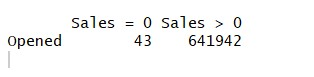 Sales = 0 Sales > 0
Opened 43 641942